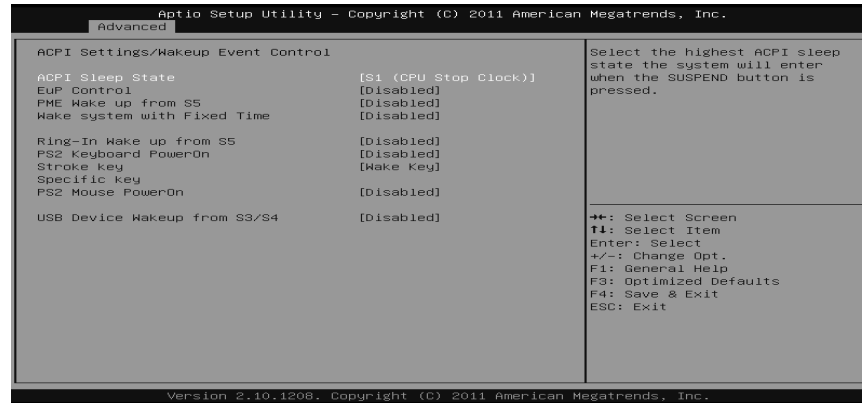 Aptio Setup Utility – Copyright (C) 2011 American Megatrends, Inc.
Advanced
ACPI Settings/Wakeup Event Control
ACPI Sleep State [S1 (CPU Stop Clock)]
EuP Control [Disabled]
PME Wake up from S5 [Disabled]
Wake system with Fixed Time [Disabled]
Ring-In Wake up from S5 [Disabled]
PS2 Keyboard PowerOn [Disabled]
Stroke key [Wake Key]
Specific key
PS2 Mouse PowerOn [Disabled]
USB Device Wakeup from S3/S4 [Disabled]
Select the highest ACPI sleep
state the system will enter
when the SUSPEND button is
pressed.
→←: Select Screen
↑↓: Select Item
Enter: Select
+/-: Change Opt.
F1: General Help
F3: Optimized Defaults
F4: Save & Exit
ESC: Exit
Version 2.10.1208. Copyright (C) 2011 American Megatrends, Inc.